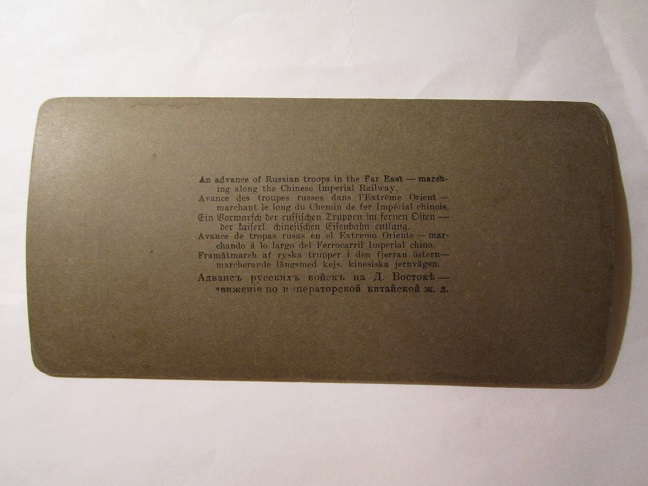 An advance of Russian troops in the Far East — march-
ing along the Chinese Imperial Railway.
Avance des troupes russes dans l'Extrême Orient —
marchant le long du Chemin de fer Impérial chinois.
Ein Vormarsch der russischen Truppen im fernen Osten —
der kaiserl. chinesischen Eisenbahn entlang.
Avance de tropas rusas en el Extremo Oriente — mar-
chando á lo largo del Ferrocarril Imperial chino.
Framåtmarch af ryska trupper i den fjerran östern —
marcherande längsmed kejs. kinesiska jernvägen.
Адвансъ русскихъ войскъ на Д. Востокѣ —
движеніе по императорской китайской ж. д.